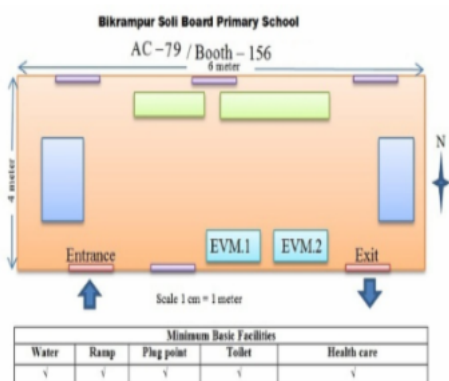 Bikrampur Soli Board Primary School
AC-79 / Booth - 156
6 meter
4 meter
N
EVM.1 EVM.2
Entrance Exit
Scale 1 cm = 1 meter
Minimum Basic Facilities
Water Ramp Plug point Toilet Health care
√ √ √ √ √